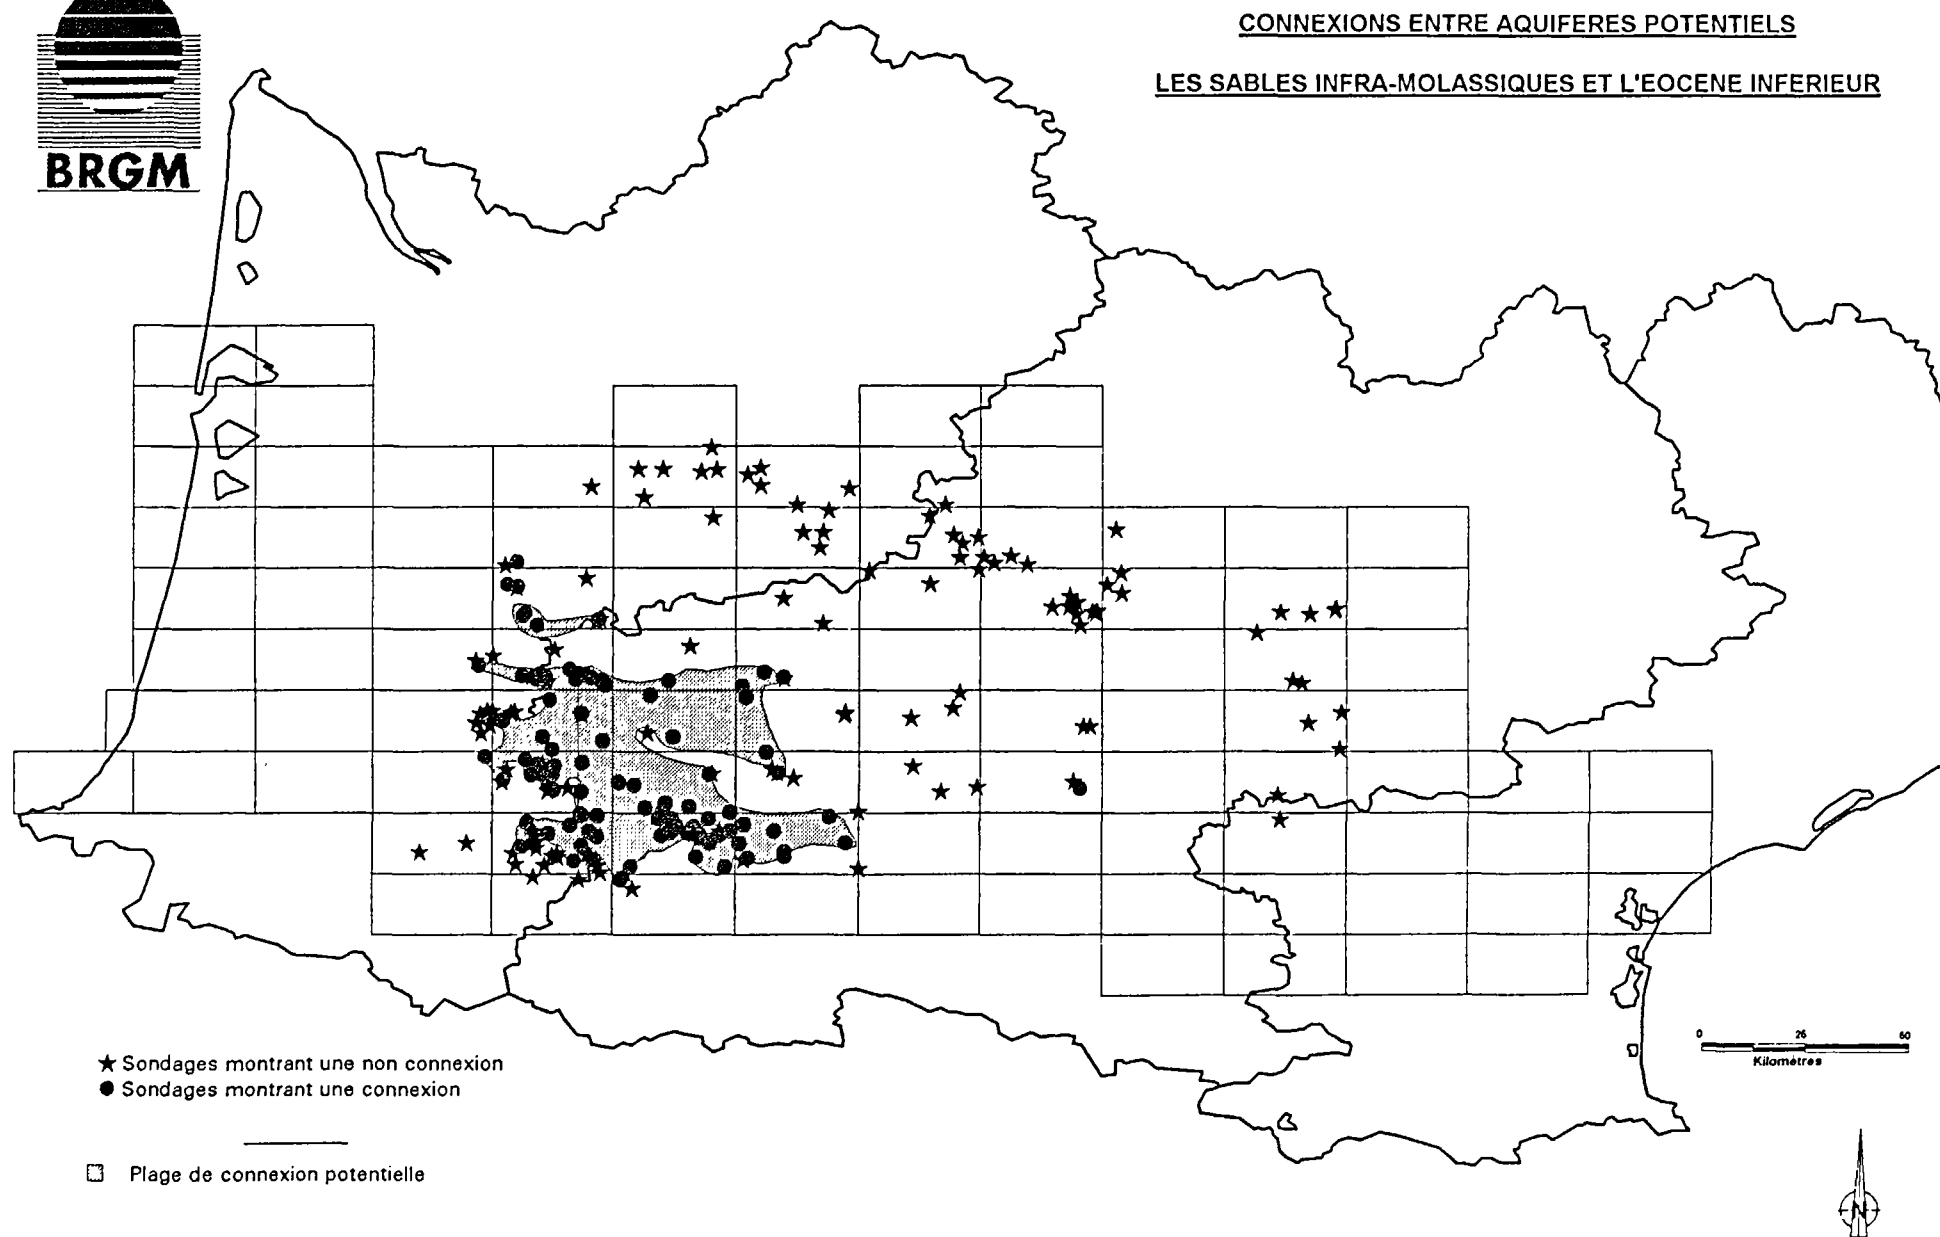 BRGM
CONNEXIONS ENTRE AQUIFERES POTENTIELS
LES SABLES INFRA-MOLASSIQUES ET L'EOCENE INFERIEUR
★ Sondages montrant une non connexion
● Sondages montrant une connexion
Plage de connexion potentielle
0 25 50
Kilomètres
N